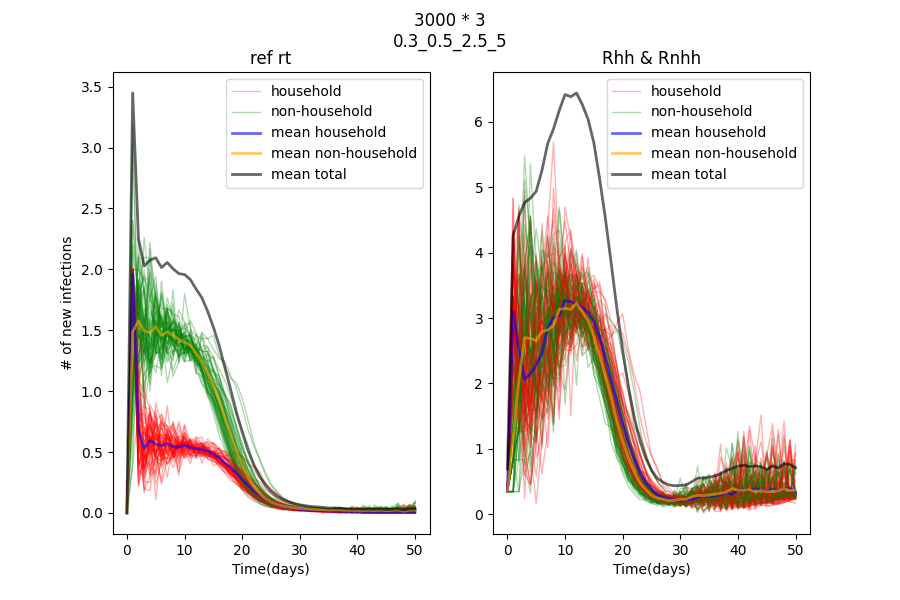 3000 * 3
0.3_0.5_2.5_5
ref rt
Rhh & Rnhh
household
non-household
mean household
mean non-household
mean total
household
non-household
mean household
mean non-household
mean total
# of new infections
3.5
3.0
2.5
2.0
1.5
1.0
0.5
0.0
6
5
4
3
2
1
0
0 10 20 30 40 50
0 10 20 30 40 50
Time(days)
Time(days)